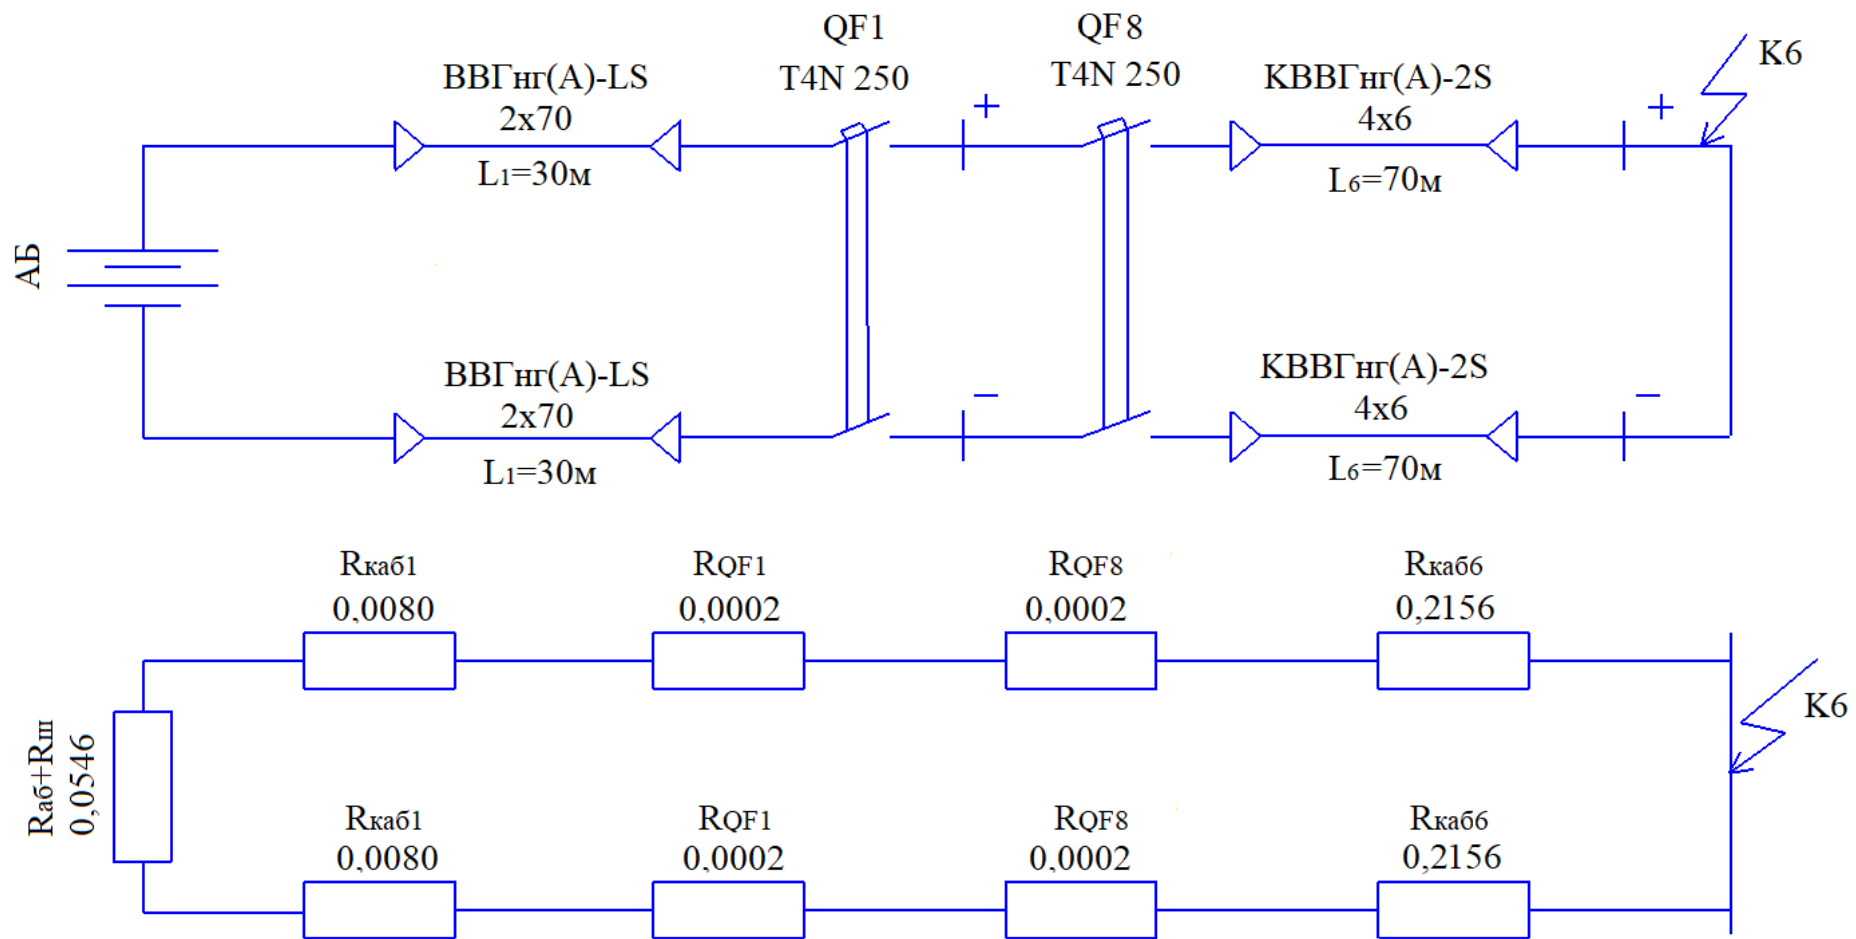 QF1
T4N 250
QF8
T4N 250
ВВГнг(А)-LS
2х70
L1=30м
КВВГнг(А)-2S
4х6
L6=70м
К6
+
+
АБ
ВВГнг(А)-LS
2х70
L1=30м
КВВГнг(А)-2S
4х6
L6=70м
−
−
Rкаб1
0,0080
RQF1
0,0002
RQF8
0,0002
Rкаб6
0,2156
К6
Rаб+Rш
0,0546
Rкаб1
0,0080
RQF1
0,0002
RQF8
0,0002
Rкаб6
0,2156